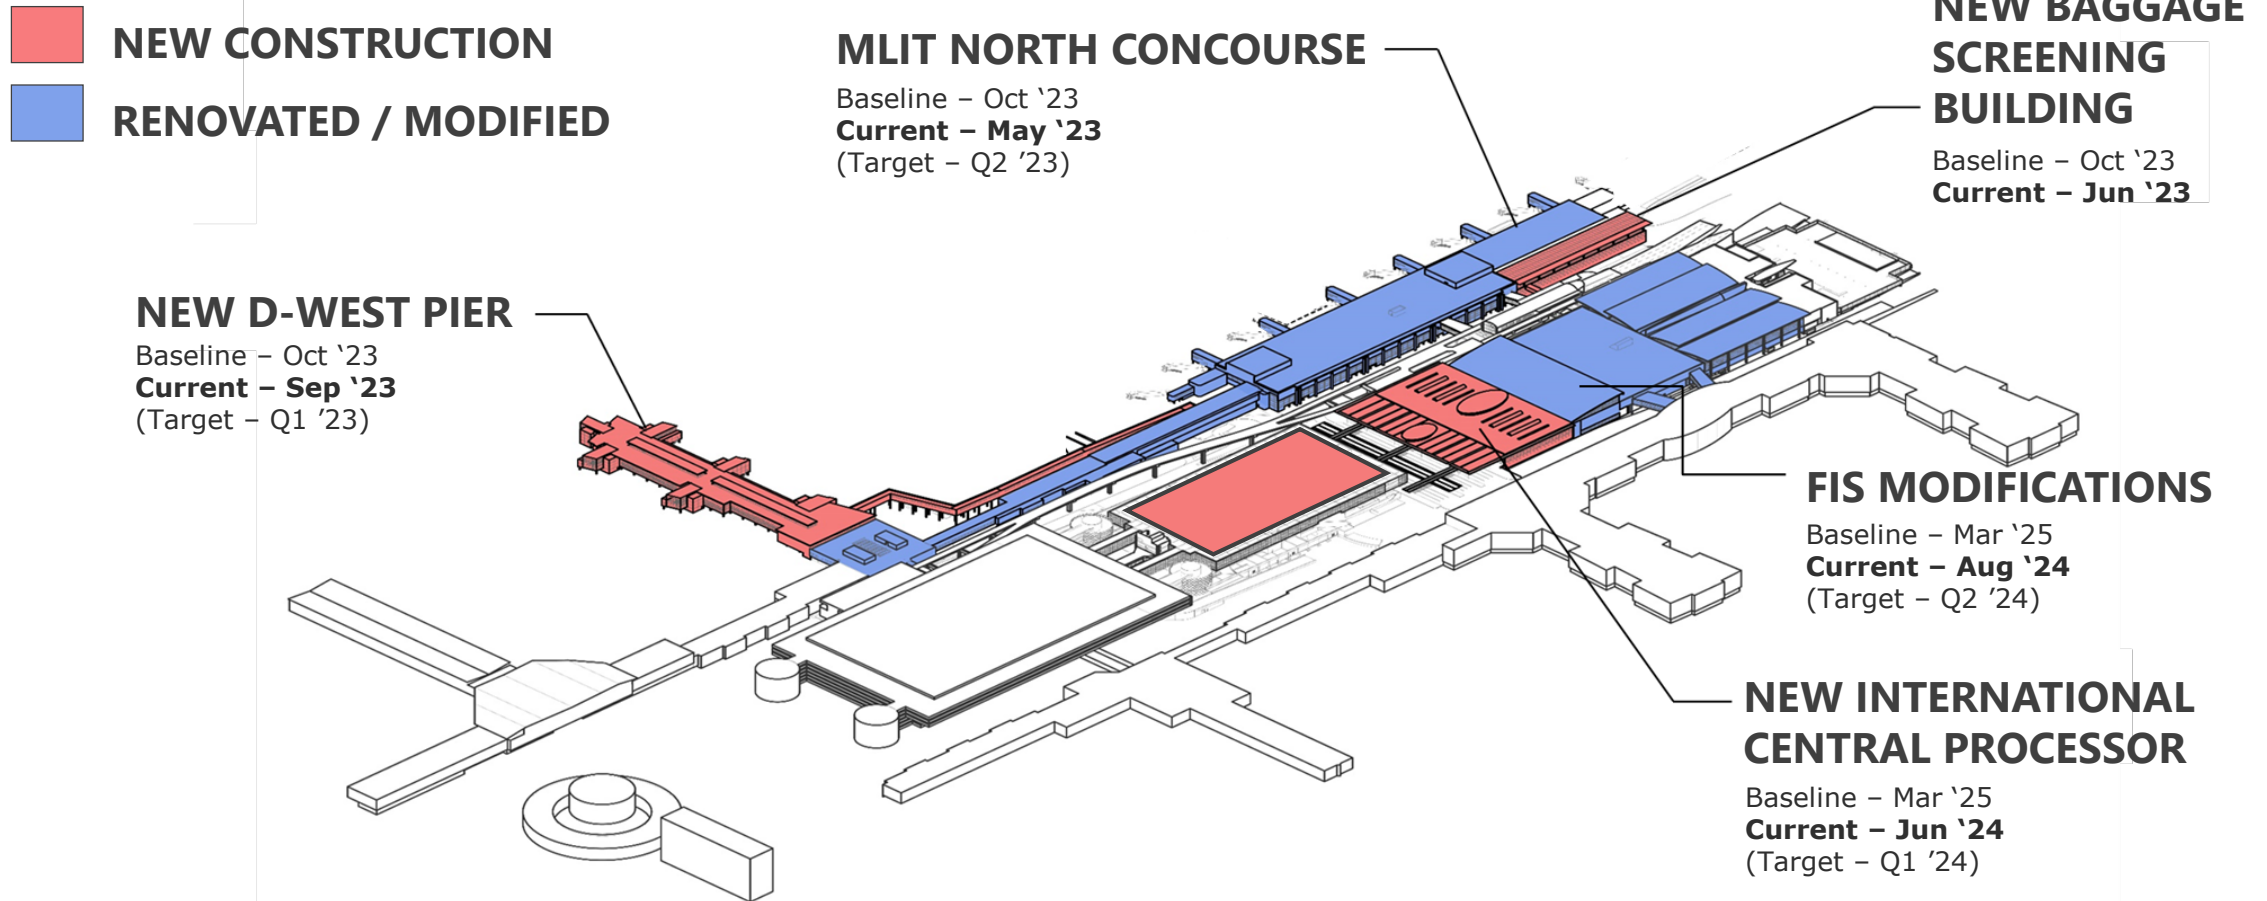 NEW CONSTRUCTION
RENOVATED / MODIFIED
MLIT NORTH CONCOURSE
Baseline – Oct ‘23
Current – May ‘23
(Target – Q2 ’23)
NEW BAGGAGE
SCREENING
BUILDING
Baseline – Oct ‘23
Current – Jun ‘23
NEW D-WEST PIER
Baseline – Oct ‘23
Current – Sep ‘23
(Target – Q1 ’23)
FIS MODIFICATIONS
Baseline – Mar ‘25
Current – Aug ‘24
(Target – Q2 ’24)
NEW INTERNATIONAL
CENTRAL PROCESSOR
Baseline – Mar ‘25
Current – Jun ‘24
(Target – Q1 ’24)